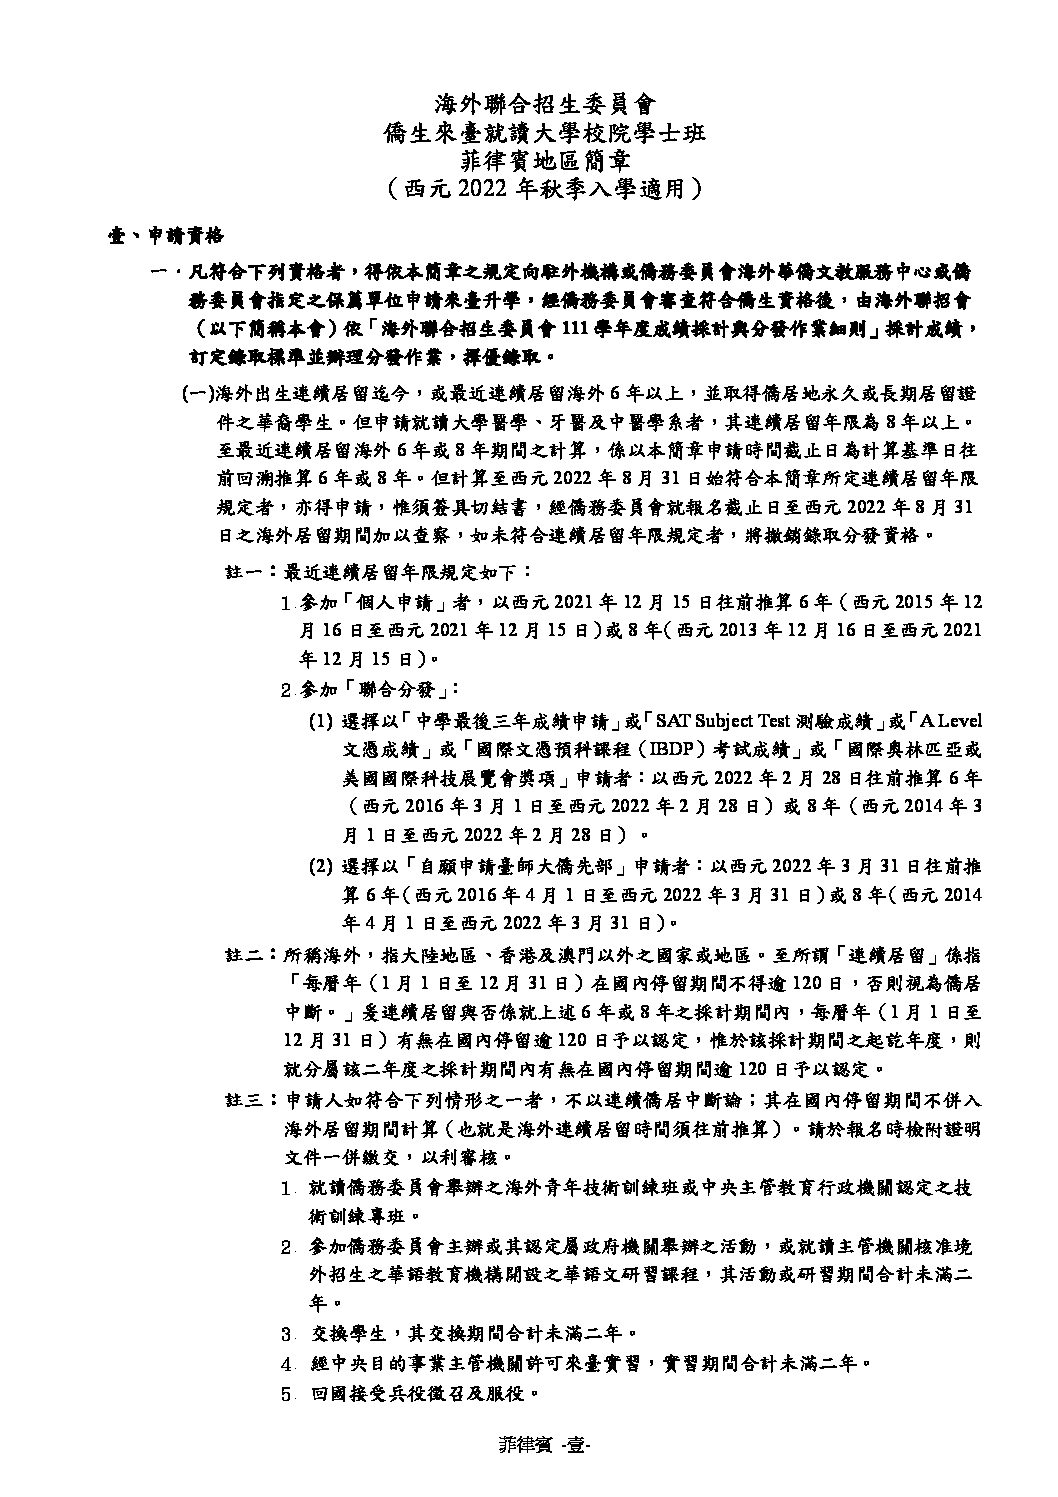 海外聯合招生委員會
僑生來臺就讀大學校院學士班
菲律賓地區簡章
（西元 2022 年秋季入學適用）
壹、申請資格
一．凡符合下列資格者，得依本簡章之規定向駐外機構或僑務委員會海外華僑文教服務中心或僑
務委員會指定之保薦單位申請來臺升學，經僑務委員會審查符合僑生資格後，由海外聯招會
（以下簡稱本會）依「海外聯合招生委員會 111 學年度成績採計與分發作業細則」採計成績，
訂定錄取標準並辦理分發作業，擇優錄取。
(一)海外出生連續居留迄今，或最近連續居留海外 6 年以上，並取得僑居地永久或長期居留證
件之華裔學生。但申請就讀大學醫學、牙醫及中醫學系者，其連續居留年限為 8 年以上。
至最近連續居留海外 6 年或 8 年期間之計算，係以本簡章申請時間截止日為計算基準日往
前回溯推算 6 年或 8 年。但計算至西元 2022 年 8 月 31 日始符合本簡章所定連續居留年限
規定者，亦得申請，惟須簽具切結書，經僑務委員會就報名截止日至西元 2022 年 8 月 31
日之海外居留期間加以查察，如未符合連續居留年限規定者，將撤銷錄取分發資格。
註一：最近連續居留年限規定如下：
1.參加「個人申請」者，以西元 2021 年 12 月 15 日往前推算 6 年（西元 2015 年 12
月 16 日至西元 2021 年 12 月 15 日）或 8 年（西元 2013 年 12 月 16 日至西元 2021
年 12 月 15 日）。
2.參加「聯合分發」：
(1) 選擇以「中學最後三年成績申請」或「SAT Subject Test 測驗成績」或「A Level
文憑成績」或「國際文憑預科課程（IBDP）考試成績」或「國際奧林匹亞或
美國國際科技展覽會獎項」申請者：以西元 2022 年 2 月 28 日往前推算 6 年
（西元 2016 年 3 月 1 日至西元 2022 年 2 月 28 日）或 8 年（西元 2014 年 3
月 1 日至西元 2022 年 2 月 28 日）。
(2) 選擇以「自願申請臺師大僑先部」申請者：以西元 2022 年 3 月 31 日往前推
算 6 年（西元 2016 年 4 月 1 日至西元 2022 年 3 月 31 日）或 8 年（西元 2014
年 4 月 1 日至西元 2022 年 3 月 31 日）。
註二：所稱海外，指大陸地區、香港及澳門以外之國家或地區。至所謂「連續居留」係指
「每曆年（1 月 1 日至 12 月 31 日）在國內停留期間不得逾 120 日，否則視為僑居
中斷。」爰連續居留與否係就上述 6 年或 8 年之採計期間內，每曆年（1 月 1 日至
12 月 31 日）有無在國內停留逾 120 日予以認定，惟於該採計期間之起訖年度，則
就分屬該二年度之採計期間內有無在國內停留期間逾 120 日予以認定。
註三：申請人如符合下列情形之一者，不以連續僑居中斷論；其在國內停留期間不併入
海外居留期間計算（也就是海外連續居留時間須往前推算）。請於報名時檢附證明
文件一併繳交，以利審核。
1. 就讀僑務委員會舉辦之海外青年技術訓練班或中央主管教育行政機關認定之技
術訓練專班。
2. 參加僑務委員會主辦或其認定屬政府機關舉辦之活動，或就讀主管機關核准境
外招生之華語教育機構開設之華語文研習課程，其活動或研習期間合計未滿二
年。
3. 交換學生，其交換期間合計未滿二年。
4. 經中央目的事業主管機關許可來臺實習，實習期間合計未滿二年。
5. 回國接受兵役徵召及服役。
菲律賓 -壹-